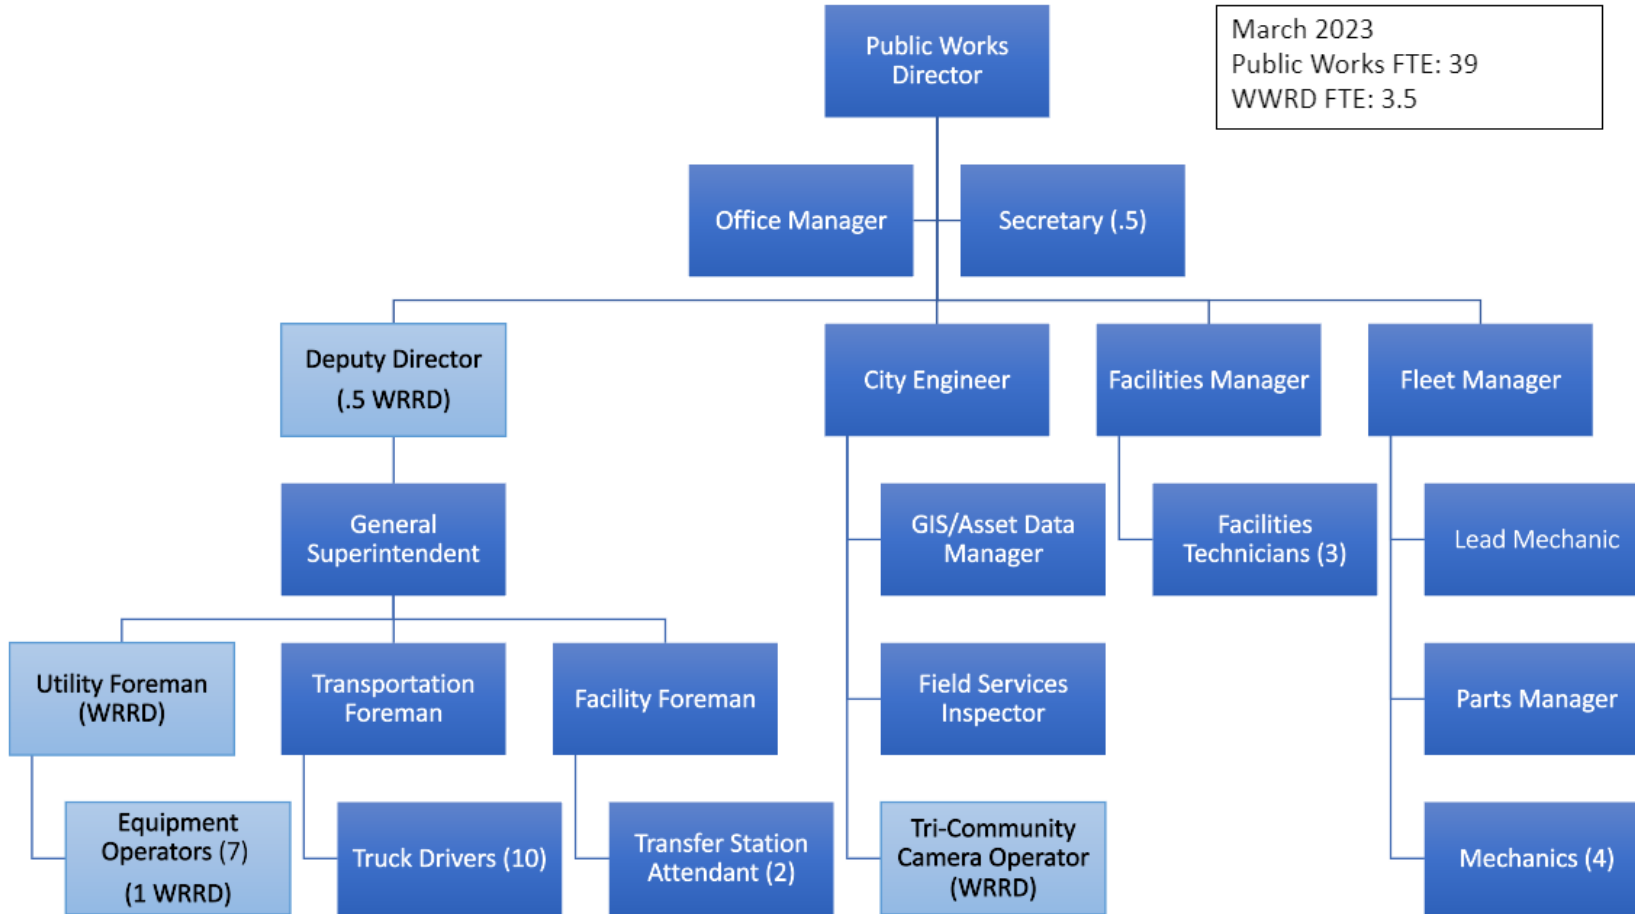 March 2023
Public Works FTE: 39
WWRD FTE: 3.5
Public Works
Director
Office Manager
Secretary (.5)
Deputy Director
(.5 WRRD)
City Engineer
Facilities Manager
Fleet Manager
General
Superintendent
GIS/Asset Data
Manager
Facilities
Technicians (3)
Lead Mechanic
Utility Foreman
(WRRD)
Transportation
Foreman
Facility Foreman
Field Services
Inspector
Parts Manager
Equipment
Operators (7)
(1 WRRD)
Truck Drivers (10)
Transfer Station
Attendant (2)
Tri-Community
Camera Operator
(WRRD)
Mechanics (4)